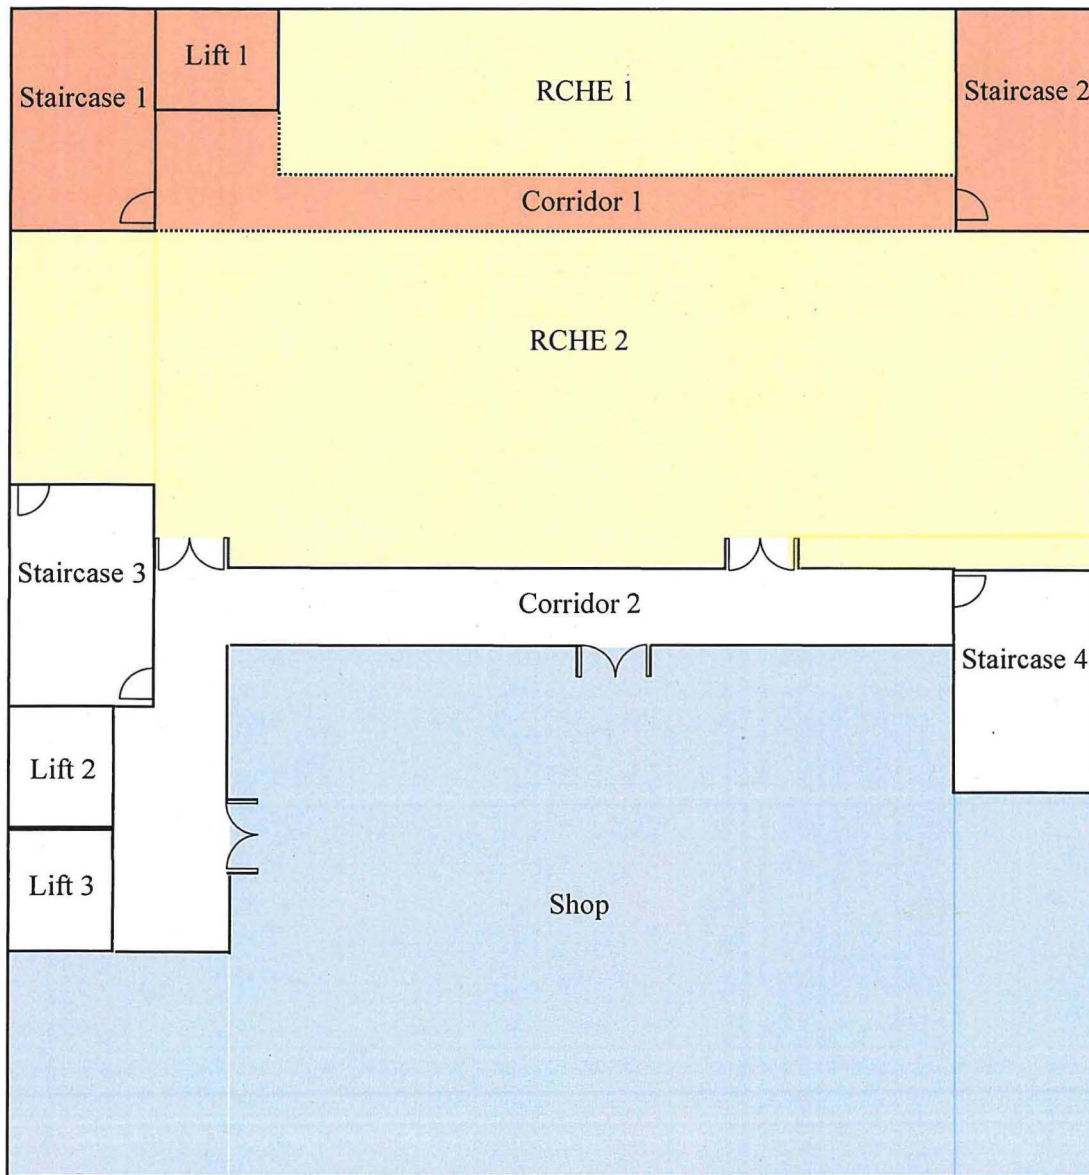 Lift 1
Staircase 1
RCHE 1
Staircase 2
Corridor 1
RCHE 2
Staircase 3
Corridor 2
Staircase 4
Lift 2
Lift 3
Shop